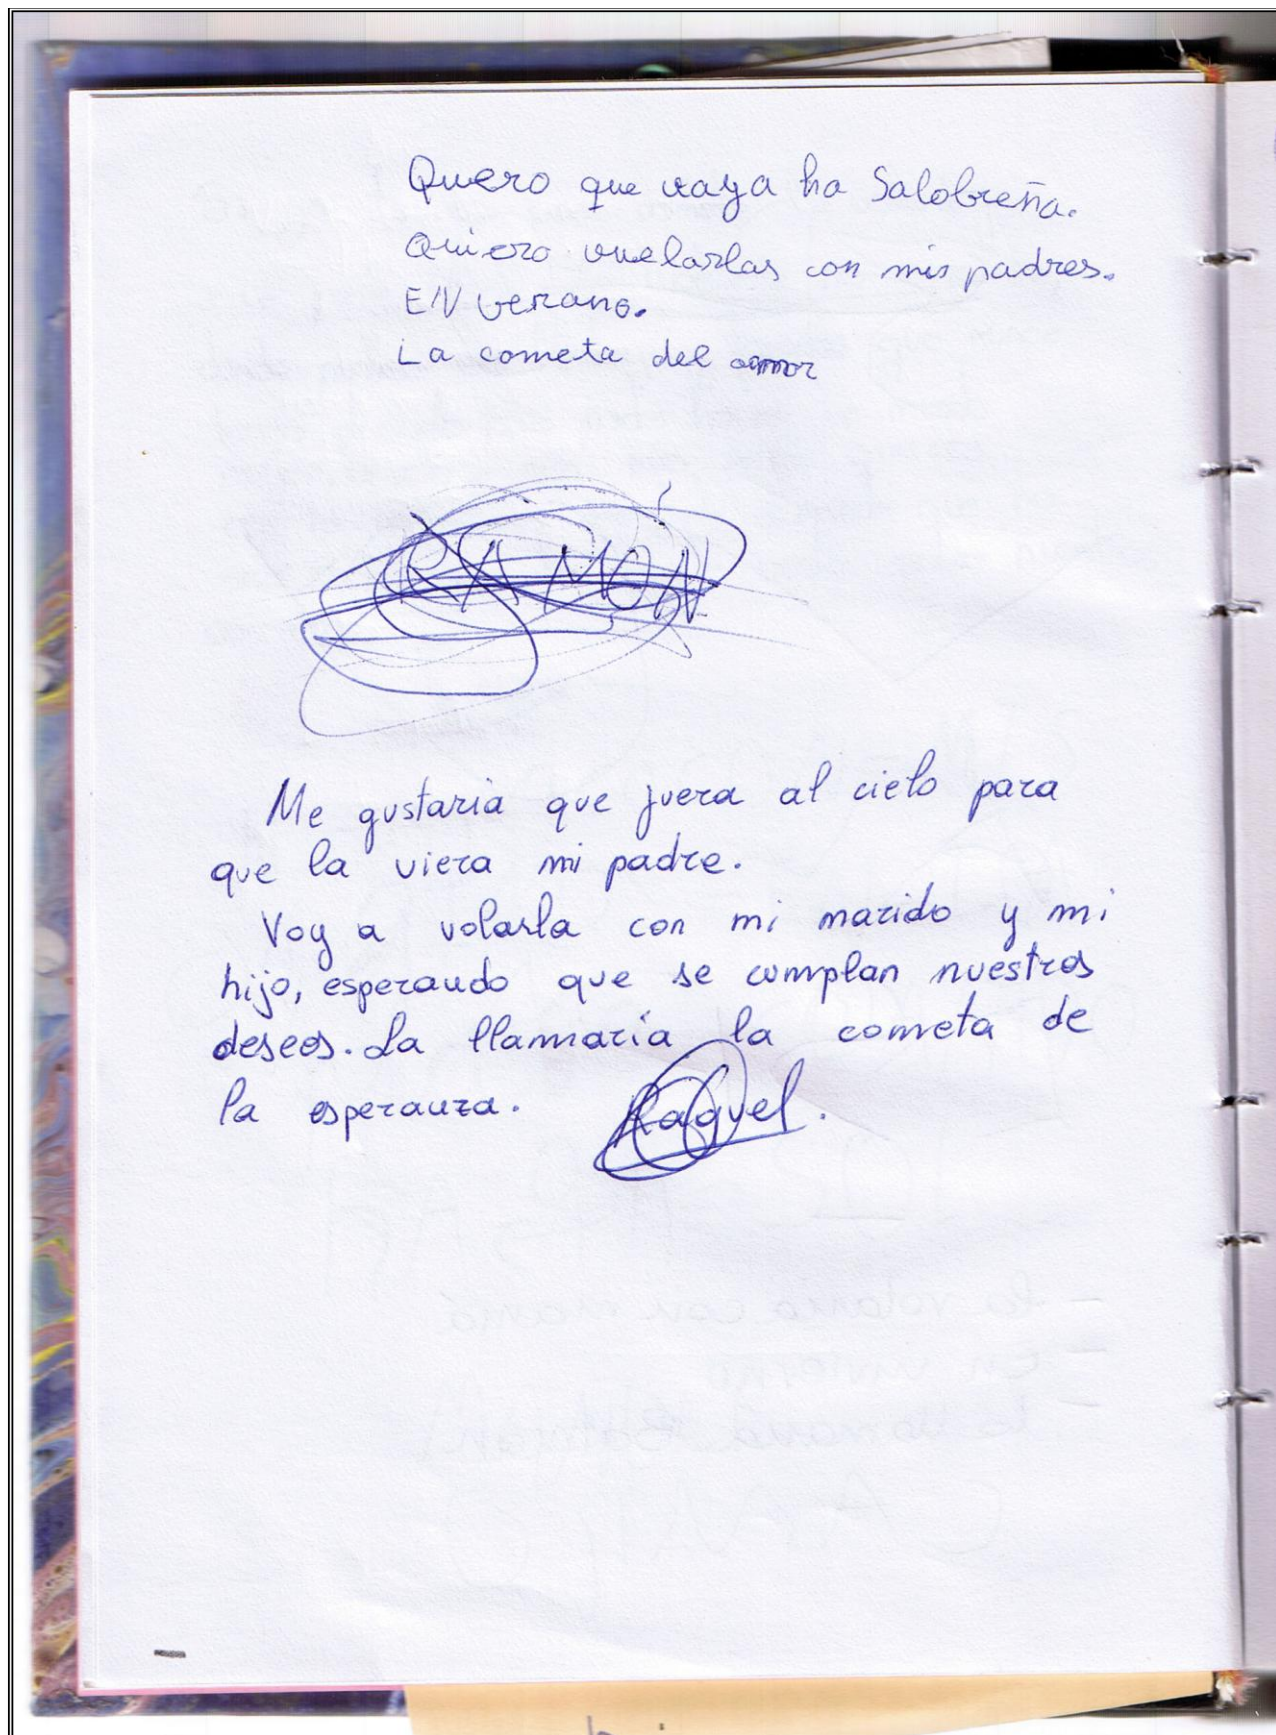 Quero que vaya ha Salobreña.
Quiero vuelarlas con mis padres.
EN verano.
La cometa del amor
RAMÓN
Me gustaria que fuera al cielo para
que la viera mi padre.
Voy a volarla con mi marido y mi
hijo, esperando que se cumplan nuestros
deseos. La llamaría la cometa de
la esperanza. Raquel.